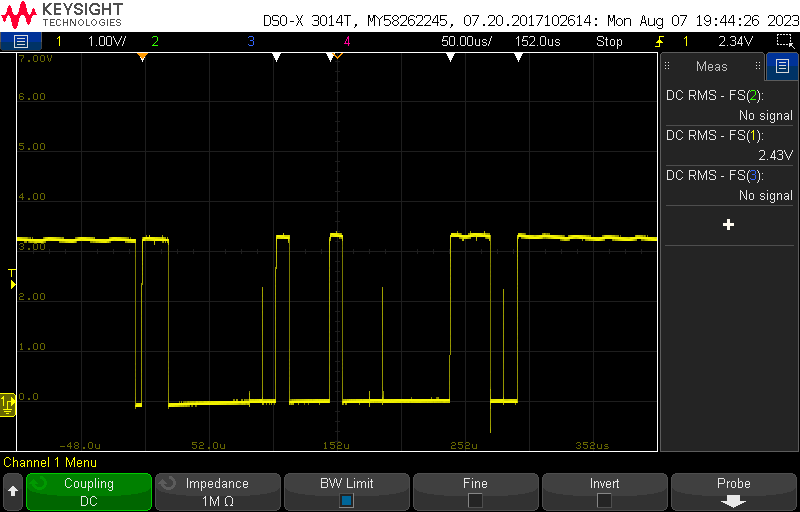 KEYSIGHT
TECHNOLOGIES
DSO-X 3014T, MY58262245, 07.20.2017102614: Mon Aug 07 19:44:26 2023
1 1.00V/ 2 3 4 50.00us/ 152.0us Stop 1 2.34V
7.00V
6.00
5.00
4.00
3.00
2.00
1.00
0.0
T
1
-48.0u 52.0u 152u 252u 352us
Meas
DC RMS - FS(2):
No signal
DC RMS - FS(1):
2.43V
DC RMS - FS(3):
No signal
+
Channel 1 Menu
Coupling
DC
Impedance
1M Ω
BW Limit
Fine
Invert
Probe